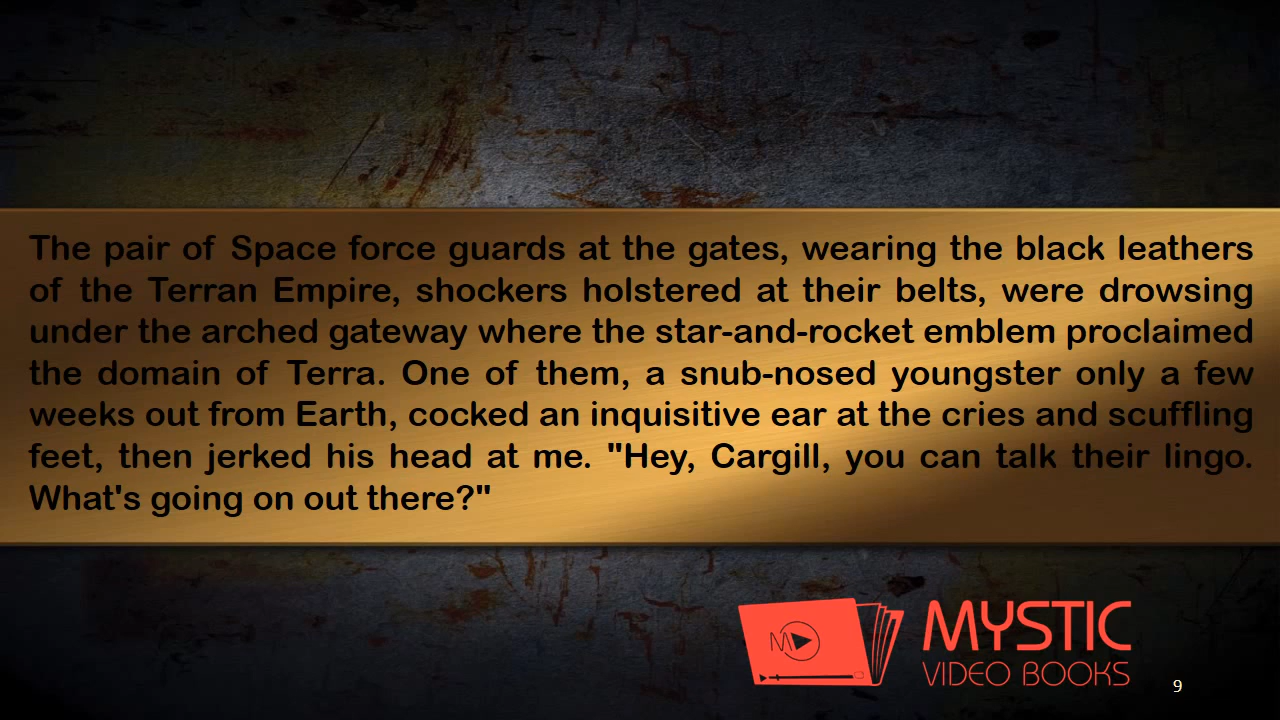 The pair of Space force guards at the gates, wearing the black leathers
of the Terran Empire, shockers holstered at their belts, were drowsing
under the arched gateway where the star-and-rocket emblem proclaimed
the domain of Terra. One of them, a snub-nosed youngster only a few
weeks out from Earth, cocked an inquisitive ear at the cries and scuffling
feet, then jerked his head at me. "Hey, Cargill, you can talk their lingo.
What's going on out there?"
M
MYSTIC
VIDEO BOOKS
9